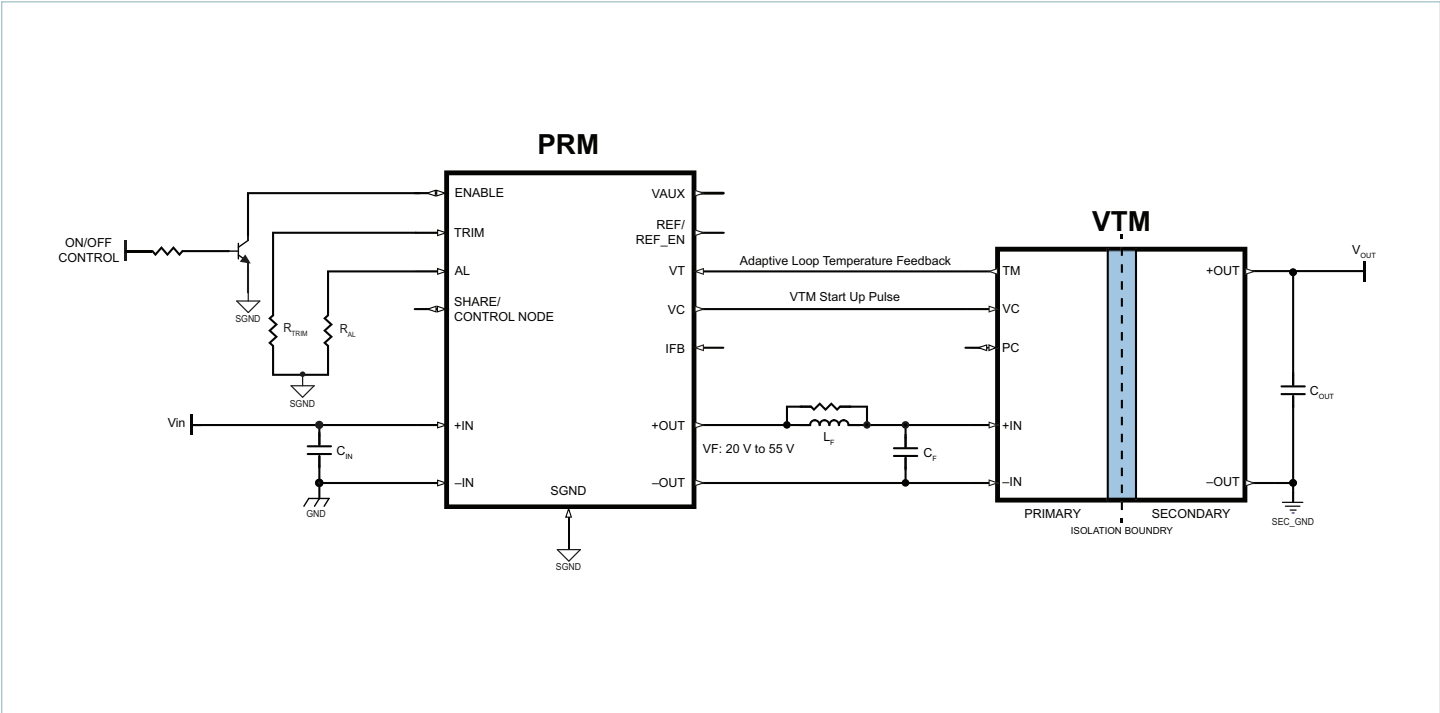 PRM
ENABLE
TRIM
AL
SHARE/
CONTROL NODE
+IN
–IN
SGND
VAUX
REF/
REF_EN
VT
VC
IFB
+OUT
–OUT
ON/OFF
CONTROL
SGND
R_TRIM
R_AL
SGND
Vin
C_IN
GND
SGND
Adaptive Loop Temperature Feedback
VTM Start Up Pulse
VF: 20 V to 55 V
L_F
C_F
VTM
TM
VC
PC
+IN
–IN
+OUT
–OUT
PRIMARY
SECONDARY
ISOLATION BOUNDRY
V_OUT
C_OUT
SEC_GND